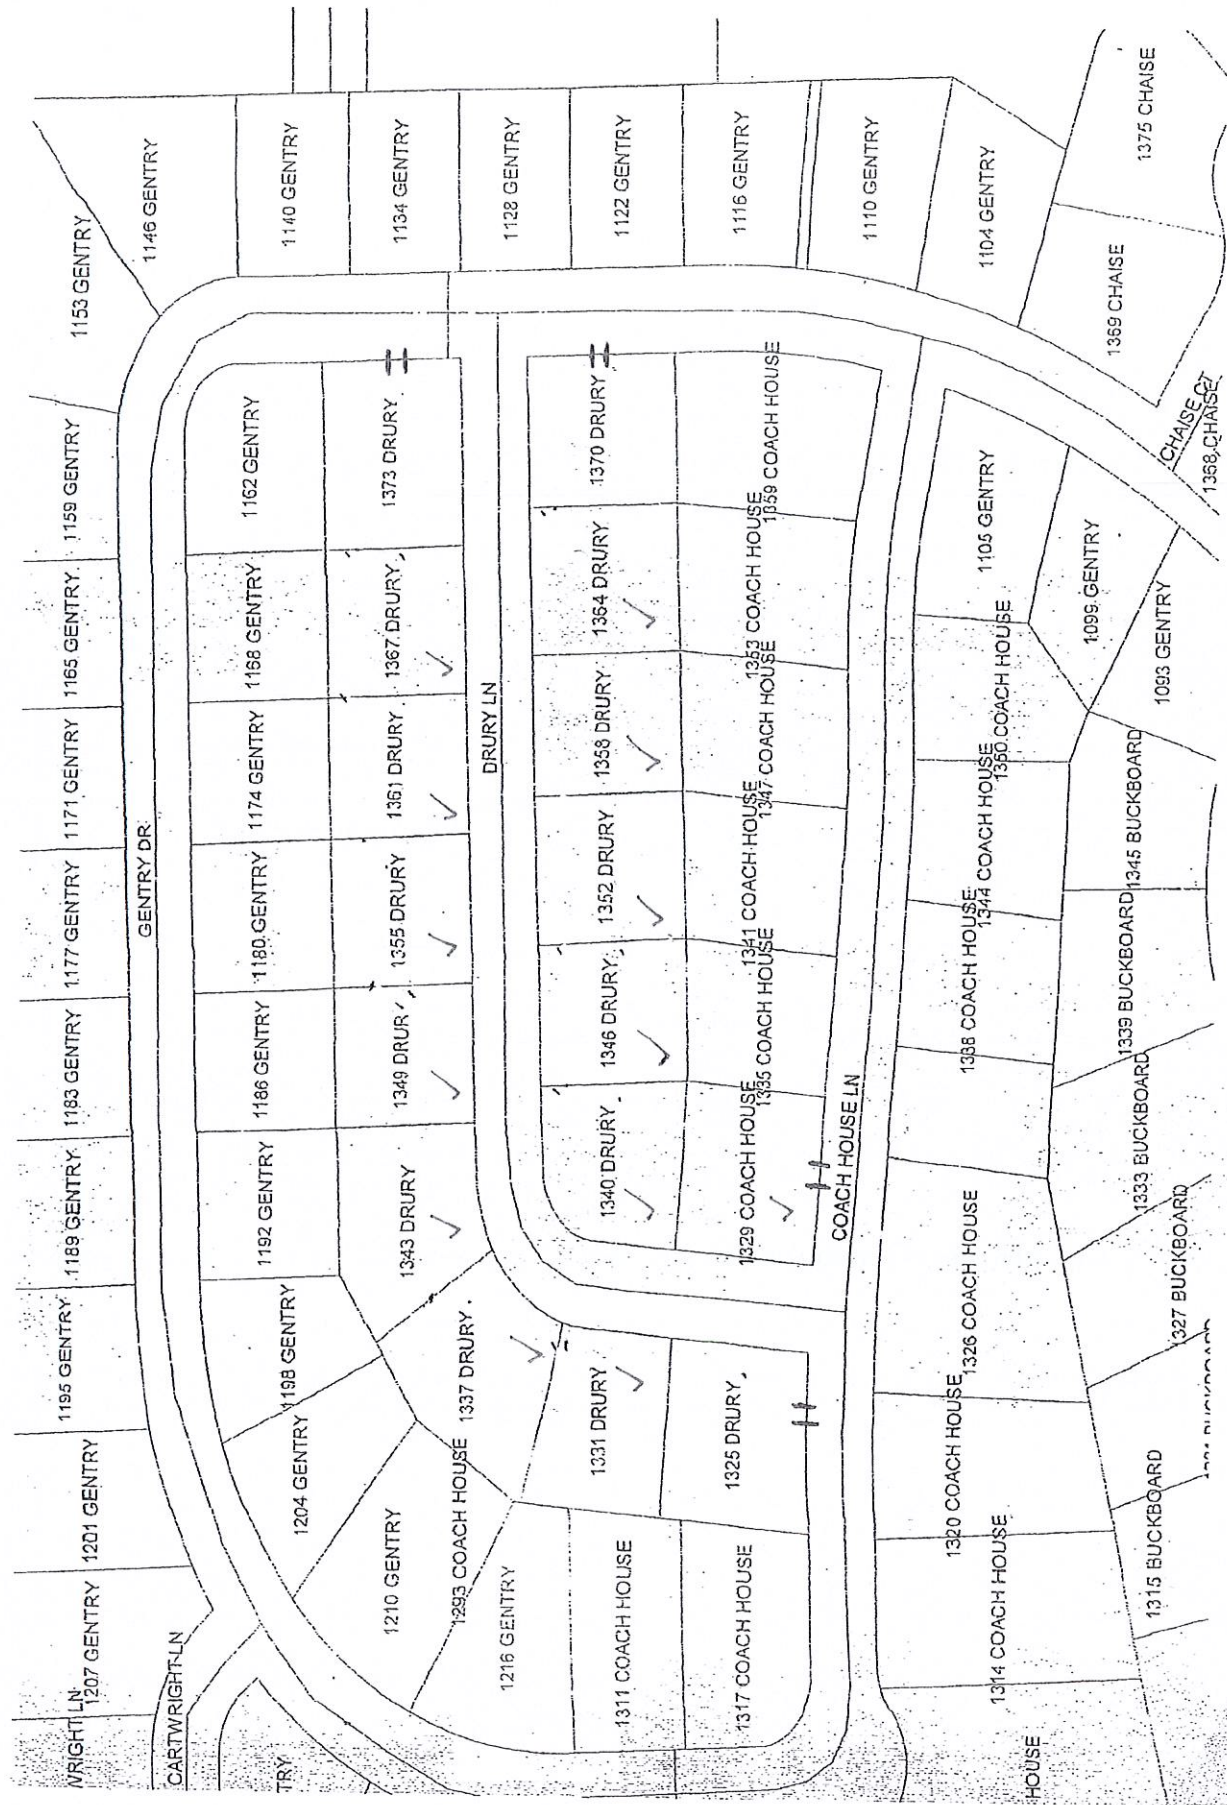 WRIGHT LN
1207 GENTRY
1201 GENTRY
1195 GENTRY
1189 GENTRY
1183 GENTRY
1177 GENTRY
1171 GENTRY
1165 GENTRY
1159 GENTRY
1153 GENTRY
CARTWRIGHT LN
GENTRY DR
1146 GENTRY
TRY
1204 GENTRY
1198 GENTRY
1192 GENTRY
1186 GENTRY
1180 GENTRY
1174 GENTRY
1168 GENTRY
1162 GENTRY
1140 GENTRY
1210 GENTRY
1343 DRURY
1349 DRUR
1355 DRURY
1361 DRURY
1367 DRURY
1373 DRURY
1134 GENTRY
1293 COACH HOUSE
1337 DRURY
DRURY LN
1128 GENTRY
1216 GENTRY
1331 DRURY
1340 DRURY
1346 DRURY
1352 DRURY
1358 DRURY
1364 DRURY
1370 DRURY
1122 GENTRY
1311 COACH HOUSE
1325 DRURY
1329 COACH HOUSE
1335 COACH HOUSE
1341 COACH HOUSE
1347 COACH HOUSE
1353 COACH HOUSE
1359 COACH HOUSE
1116 GENTRY
1317 COACH HOUSE
COACH HOUSE LN
1110 GENTRY
1320 COACH HOUSE
1326 COACH HOUSE
1338 COACH HOUSE
1344 COACH HOUSE
1350 COACH HOUSE
1105 GENTRY
1104 GENTRY
1314 COACH HOUSE
HOUSE
1099 GENTRY
1369 CHAISE
1333 BUCKBOARD
1339 BUCKBOARD
1345 BUCKBOARD
1093 GENTRY
1375 CHAISE
1315 BUCKBOARD
1327 BUCKBOARD
CHAISE CT
1368 CHAISE